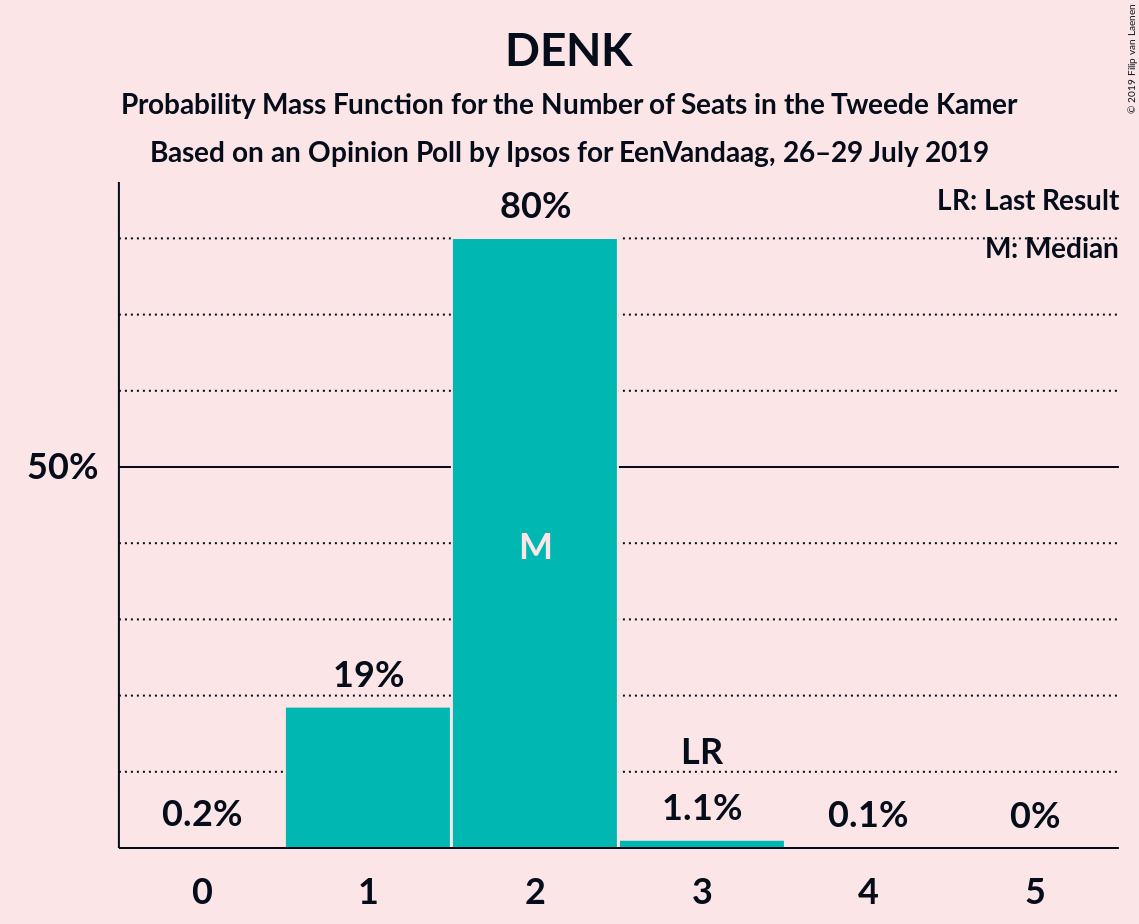 DENK
Probability Mass Function for the Number of Seats in the Tweede Kamer
Based on an Opinion Poll by Ipsos for EenVandaag, 26–29 July 2019
© 2019 Filip van Laenen
LR: Last Result
M: Median
80%
50%
M
19%
LR
0.2%
1.1%
0.1%
0%
0 1 2 3 4 5